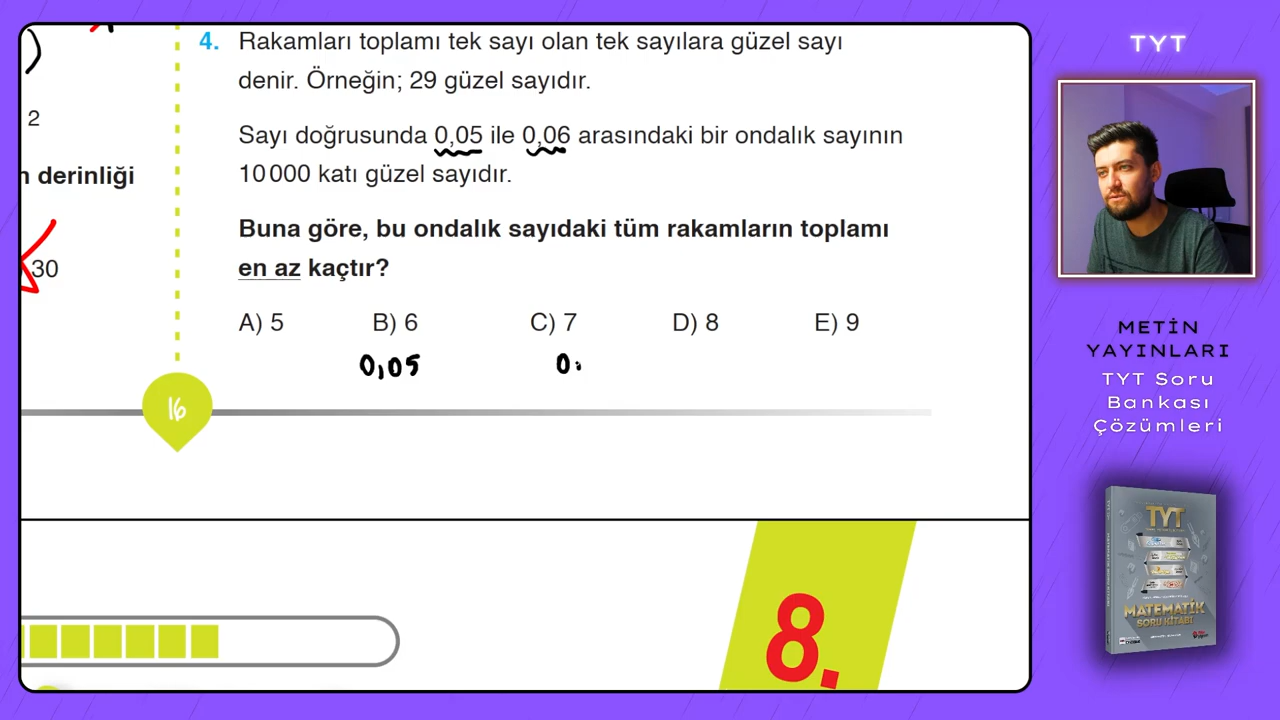 2
n derinliği
30
4. Rakamları toplamı tek sayı olan tek sayılara güzel sayı
denir. Örneğin; 29 güzel sayıdır.
Sayı doğrusunda 0,05 ile 0,06 arasındaki bir ondalık sayının
10 000 katı güzel sayıdır.
Buna göre, bu ondalık sayıdaki tüm rakamların toplamı
en az kaçtır?
A) 5 B) 6 C) 7 D) 8 E) 9
0,05 0.
16
8.
TYT
METİN
YAYINLARI
TYT Soru
Bankası
Çözümleri
TYT
MATEMATİK
SORU KİTABI